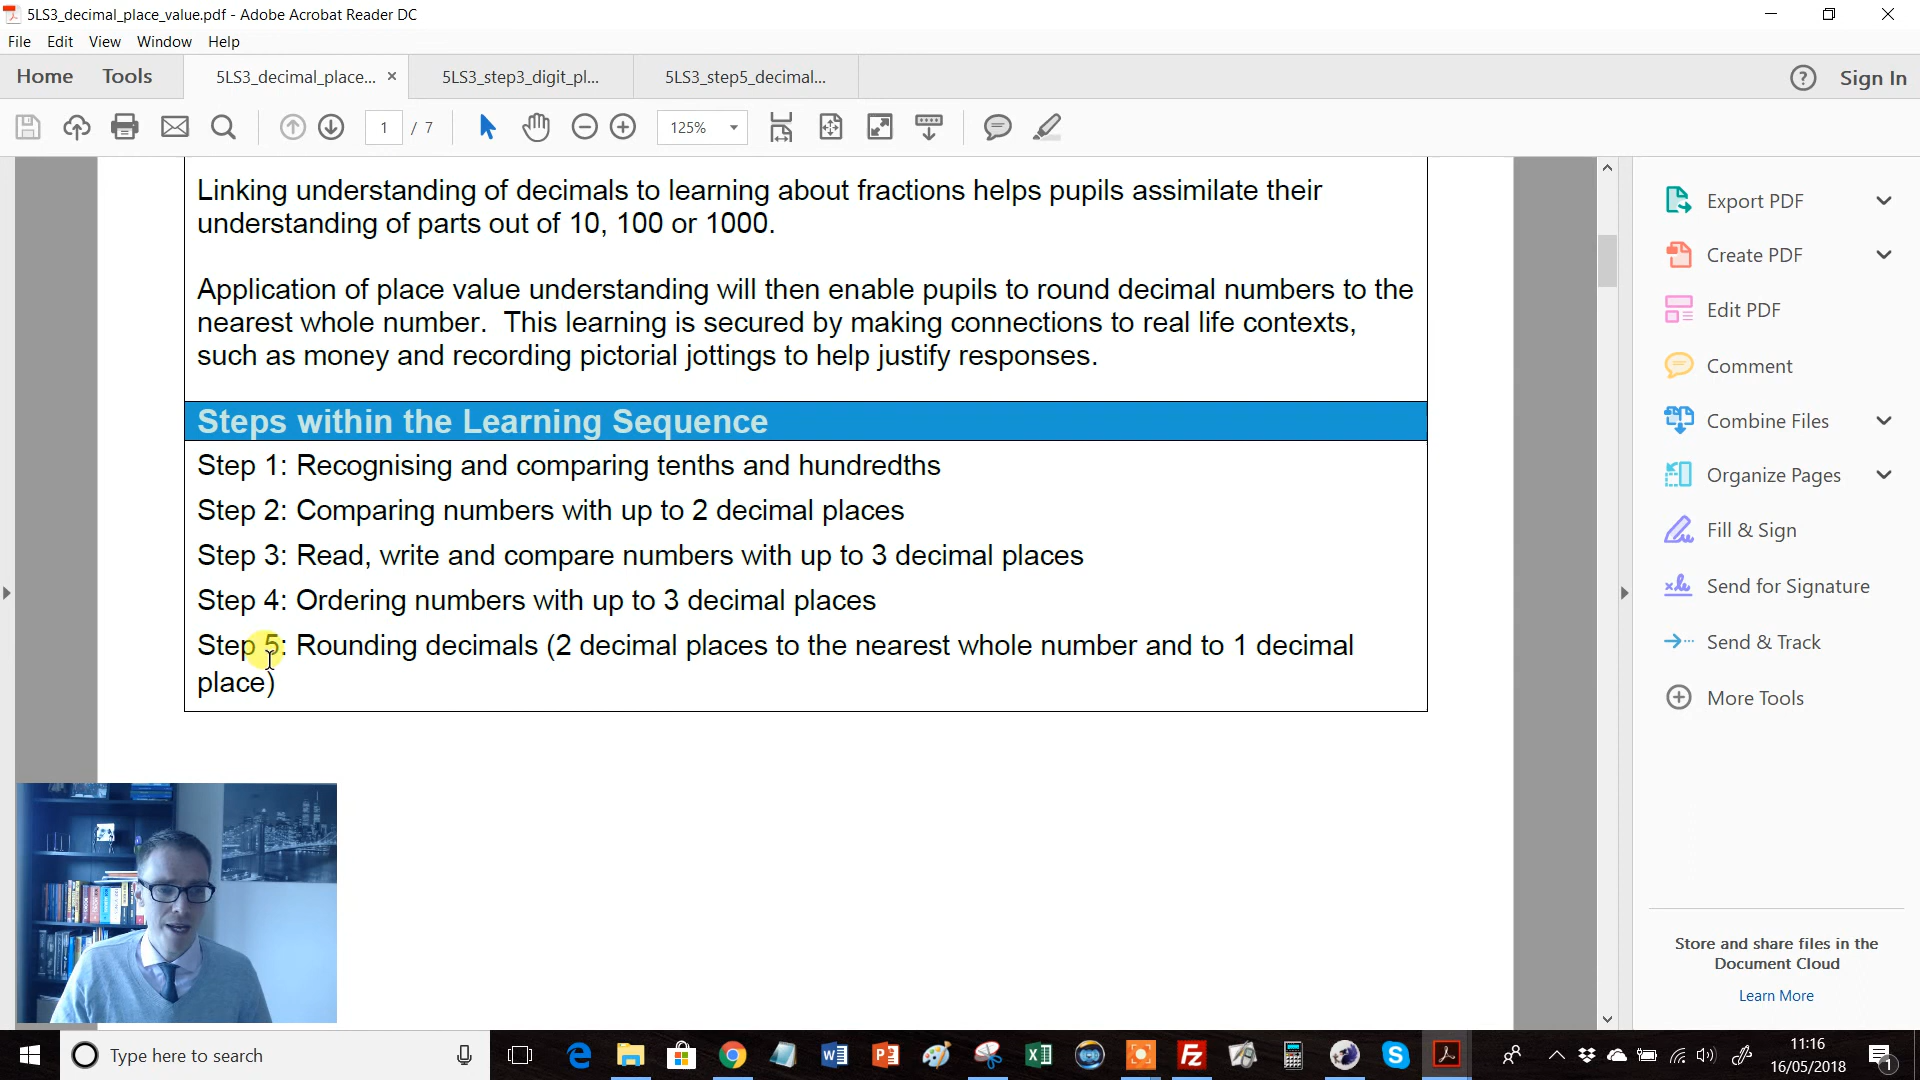 5LS3_decimal_place_value.pdf - Adobe Acrobat Reader DC
File Edit View Window Help
Home Tools 5LS3_decimal_place... × 5LS3_step3_digit_pl... 5LS3_step5_decimal... Sign In
1 / 7 125%
Linking understanding of decimals to learning about fractions helps pupils assimilate their
understanding of parts out of 10, 100 or 1000.
Application of place value understanding will then enable pupils to round decimal numbers to the
nearest whole number. This learning is secured by making connections to real life contexts,
such as money and recording pictorial jottings to help justify responses.
Steps within the Learning Sequence
Step 1: Recognising and comparing tenths and hundredths
Step 2: Comparing numbers with up to 2 decimal places
Step 3: Read, write and compare numbers with up to 3 decimal places
Step 4: Ordering numbers with up to 3 decimal places
Step 5: Rounding decimals (2 decimal places to the nearest whole number and to 1 decimal
place)
Export PDF
Create PDF
Edit PDF
Comment
Combine Files
Organize Pages
Fill & Sign
Send for Signature
Send & Track
More Tools
Store and share files in the
Document Cloud
Learn More
Type here to search
11:16
16/05/2018
1